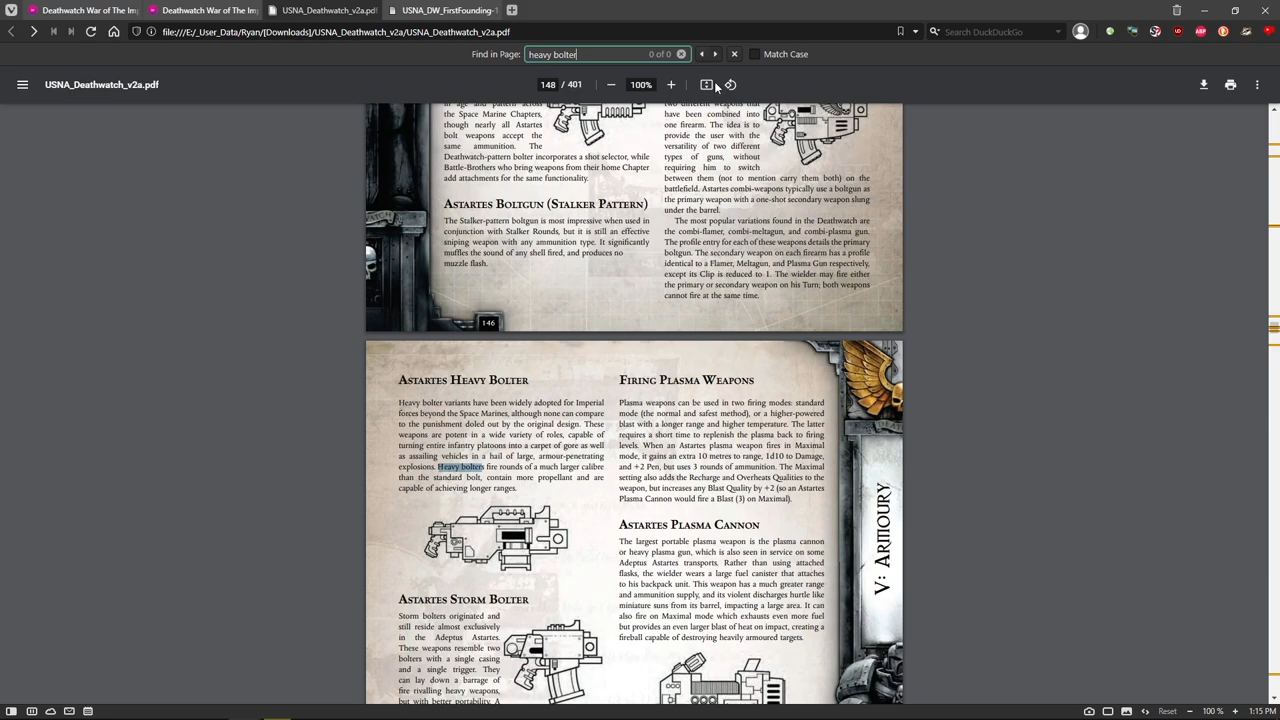 Deathwatch War of The Im
Deathwatch War of The Im
USNA_Deathwatch_v2a.pdf
USNA_DW_FirstFounding-1
file:///E:/_User_Data/Ryan/[Downloads]/USNA_Deathwatch_v2a/USNA_Deathwatch_v2a.pdf
Search DuckDuckGo
Find in Page:
heavy bolter
0 of 0
Match Case
USNA_Deathwatch_v2a.pdf
148 / 401
100%
in age and pattern across
the Space Marine Chapters,
though nearly all Astartes
bolt weapons accept the
same ammunition. The
Deathwatch-pattern bolter incorporates a shot selector, while
Battle-Brothers who bring weapons from their home Chapter
add attachments for the same functionality.
Astartes Boltgun (Stalker Pattern)
The Stalker-pattern boltgun is most impressive when used in
conjunction with Stalker Rounds, but it is still an effective
sniping weapon with any ammunition type. It significantly
muffles the sound of any shell fired, and produces no
muzzle flash.
146
two different weapons that
have been combined into
one firearm. The idea is to
provide the user with the
versatility of two different
types of guns, without
requiring him to switch
between them (not to mention carry them both) on the
battlefield. Astartes combi-weapons typically use a boltgun as
the primary weapon with a one-shot secondary weapon slung
under the barrel.
The most popular variations found in the Deathwatch are
the combi-flamer, combi-meltagun, and combi-plasma gun.
The profile entry for each of these weapons details the primary
boltgun. The secondary weapon on each firearm has a profile
identical to a Flamer, Meltagun, and Plasma Gun respectively,
except its Clip is reduced to 1. The wielder may fire either
the primary or secondary weapon on his Turn; both weapons
cannot fire at the same time.
Astartes Heavy Bolter
Heavy bolter variants have been widely adopted for Imperial
forces beyond the Space Marines, although none can compare
to the punishment doled out by the original design. These
weapons are potent in a wide variety of roles, capable of
turning entire infantry platoons into a carpet of gore as well
as assailing vehicles in a hail of large, armour-penetrating
explosions. Heavy bolters fire rounds of a much larger calibre
than the standard bolt, contain more propellant and are
capable of achieving longer ranges.
Astartes Storm Bolter
Storm bolters originated and
still reside almost exclusively
in the Adeptus Astartes.
These weapons resemble two
bolters with a single casing
and a single trigger. They
can lay down a barrage of
fire rivalling heavy weapons,
but with better portability. A
Firing Plasma Weapons
Plasma weapons can be used in two firing modes: standard
mode (the normal and safest method), or a higher-powered
blast with a longer range and higher temperature. The latter
requires a short time to replenish the plasma back to firing
levels. When an Astartes plasma weapon fires in Maximal
mode, it gains an extra 10 metres to range, 1d10 to Damage,
and +2 Pen, but uses 3 rounds of ammunition. The Maximal
setting also adds the Recharge and Overheats Qualities to the
weapon, but increases any Blast Quality by +2 (so an Astartes
Plasma Cannon would fire a Blast (3) on Maximal).
Astartes Plasma Cannon
The largest portable plasma weapon is the plasma cannon
or heavy plasma gun, which is also seen in service on some
Adeptus Astartes transports. Rather than using attached
flasks, the wielder wears a large fuel canister that attaches
to his backpack unit. This weapon has a much greater range
and ammunition supply, and its violent discharges hurtle like
miniature suns from its barrel, impacting a large area. It can
also fire on Maximal mode which exhausts even more fuel
but provides an even larger blast of heat on impact, creating a
fireball capable of destroying heavily armoured targets.
V: Armoury
Reset
100 %
1:15 PM